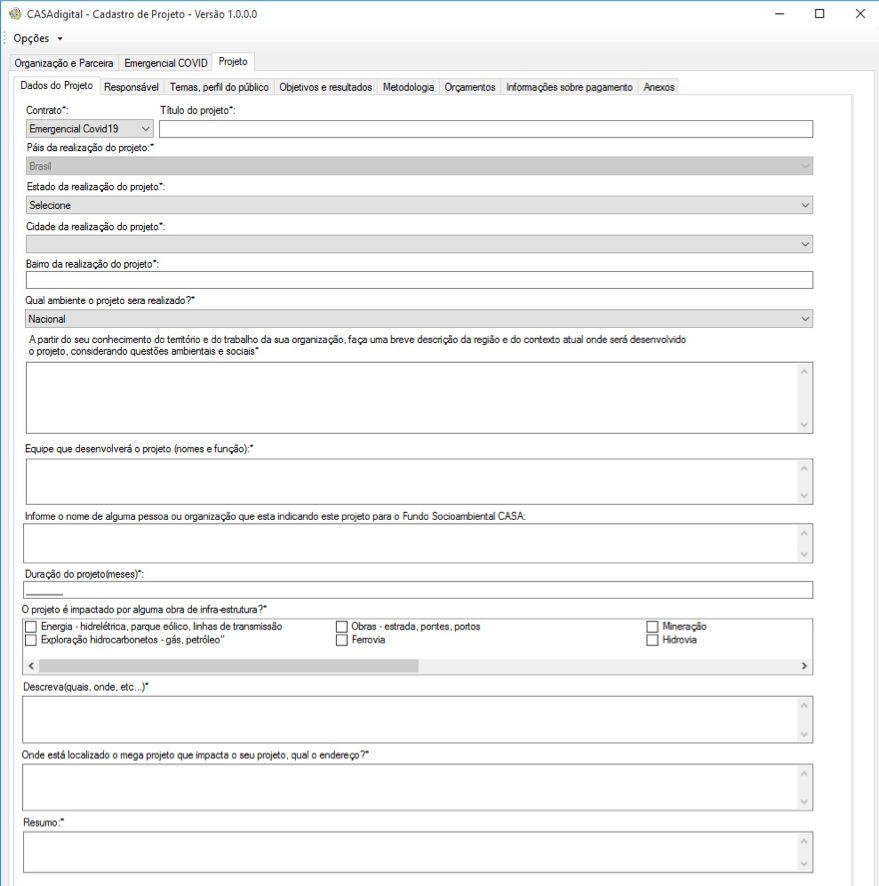 CASAdigital - Cadastro de Projeto - Versão 1.0.0.0
Opções
Organização e Parceira Emergencial COVID Projeto
Dados do Projeto Responsável Temas, perfil do público Objetivos e resultados Metodologia Orçamentos Informações sobre pagamento Anexos
Contrato*: Título do projeto*:
Emergencial Covid19
Páis da realização do projeto:*
Brasil
Estado da realização do projeto*:
Selecione
Cidade da realização do projeto*:
Bairro da realização do projeto*:
Qual ambiente o projeto sera realizado?*
Nacional
A partir do seu conhecimento do território e do trabalho da sua organização, faça uma breve descrição da região e do contexto atual onde será desenvolvido
o projeto, considerando questões ambientais e sociais"
Equipe que desenvolverá o projeto (nomes e função):*
Informe o nome de alguma pessoa ou organização que esta indicando este projeto para o Fundo Socioambiental CASA:
Duração do projeto(meses)*:
O projeto é impactado por alguma obra de infra-estrutura?*
Energia - hidrelétrica, parque eólico, linhas de transmissão Obras - estrada, pontes, portos Mineração
Exploração hidrocarbonetos - gás, petróleo" Ferrovia Hidrovia
Descreva(quais, onde, etc...)*
Onde está localizado o mega projeto que impacta o seu projeto, qual o endereço?*
Resumo:*